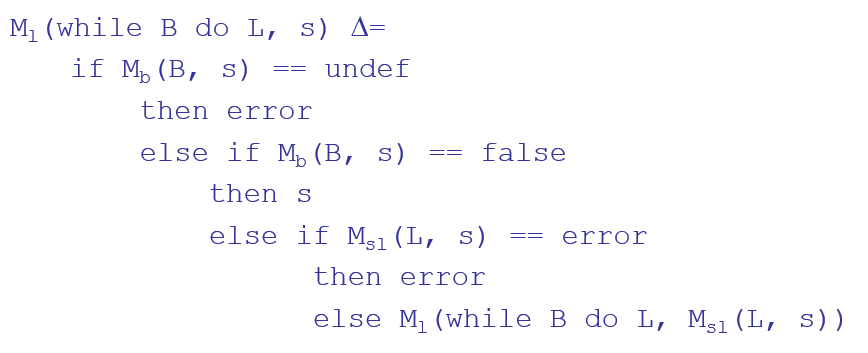 Ml(while B do L, s) Δ=
if Mb(B, s) == undef
then error
else if Mb(B, s) == false
then s
else if Msl(L, s) == error
then error
else Ml(while B do L, Msl(L, s))